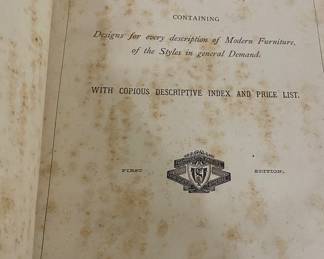 CONTAINING
Designs for every description of Modern Furniture,
of the Styles in general Demand.
WITH COPIOUS DESCRIPTIVE INDEX AND PRICE LIST.
FIRST EDITION.